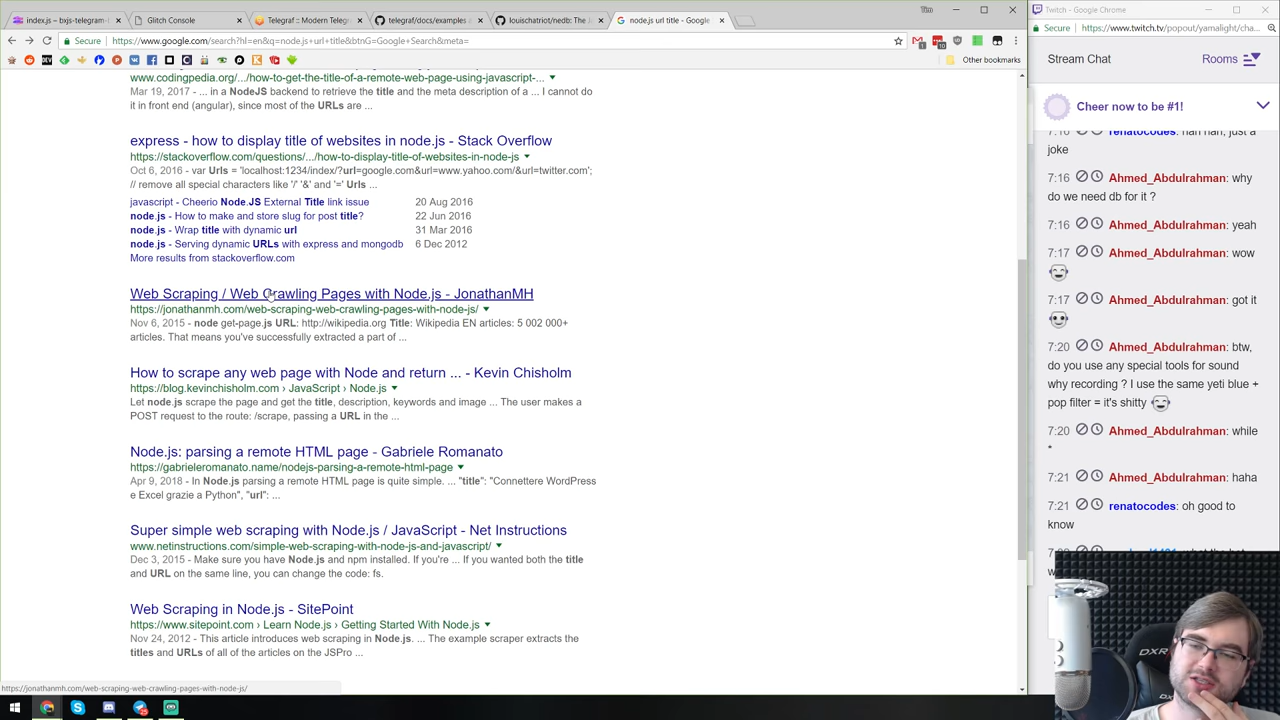 index.js – bxjs-telegram-b
Glitch Console
Telegraf :: Modern Telegra
telegraf/docs/examples a
louischatriot/nedb: The Ja
node.js url title - Google
Tim
Twitch - Google Chrome
Secure
https://www.google.com/search?hl=en&q=node.js+url+title&btnG=Google+Search&meta=
Secure
https://www.twitch.tv/popout/yamalight/cha...
Other bookmarks
www.codingpedia.org/.../how-to-get-the-title-of-a-remote-web-page-using-javascript-...
Mar 19, 2017 - ... in a NodeJS backend to retrieve the title and the meta description of a ... I cannot do
it in front end (angular), since most of the URLs are ...
express - how to display title of websites in node.js - Stack Overflow
https://stackoverflow.com/questions/.../how-to-display-title-of-websites-in-node-js
Oct 6, 2016 - var Urls = 'localhost:1234/index/?url=google.com&url=www.yahoo.com/&url=twitter.com';
// remove all special characters like '/' '&' and '=' Urls ...
javascript - Cheerio Node.JS External Title link issue 20 Aug 2016
node.js - How to make and store slug for post title? 22 Jun 2016
node.js - Wrap title with dynamic url 31 Mar 2016
node.js - Serving dynamic URLs with express and mongodb 6 Dec 2012
More results from stackoverflow.com
Web Scraping / Web Crawling Pages with Node.js - JonathanMH
https://jonathanmh.com/web-scraping-web-crawling-pages-with-node-js/
Nov 6, 2015 - node get-page.js URL: http://wikipedia.org Title: Wikipedia EN articles: 5 002 000+
articles. That means you've successfully extracted a part of ...
How to scrape any web page with Node and return ... - Kevin Chisholm
https://blog.kevinchisholm.com › JavaScript › Node.js
Let node.js scrape the page and get the title, description, keywords and image ... The user makes a
POST request to the route: /scrape, passing a URL in the ...
Node.js: parsing a remote HTML page - Gabriele Romanato
https://gabrieleromanato.name/nodejs-parsing-a-remote-html-page
Apr 9, 2018 - In Node.js parsing a remote HTML page is quite simple. ... "title": "Connettere WordPress
e Excel grazie a Python", "url": ...
Super simple web scraping with Node.js / JavaScript - Net Instructions
www.netinstructions.com/simple-web-scraping-with-node-js-and-javascript/
Dec 3, 2015 - Make sure you have Node.js and npm installed. If you're ... If you wanted both the title
and URL on the same line, you can change the code: fs.
Web Scraping in Node.js - SitePoint
https://www.sitepoint.com › Learn Node.js › Getting Started With Node.js
Nov 24, 2012 - This article introduces web scraping in Node.js. ... The example scraper extracts the
titles and URLs of all of the articles on the JSPro ...
https://jonathanmh.com/web-scraping-web-crawling-pages-with-node-js/
Stream Chat
Rooms
Cheer now to be #1!
7:16 renatocodes: hah hah, just a
joke
7:16 Ahmed_Abdulrahman: why
do we need db for it ?
7:16 Ahmed_Abdulrahman: yeah
7:17 Ahmed_Abdulrahman: wow
7:17 Ahmed_Abdulrahman: got it
7:20 Ahmed_Abdulrahman: btw,
do you use any special tools for sound
why recording ? I use the same yeti blue +
pop filter = it's shitty
7:20 Ahmed_Abdulrahman: while
*
7:21 Ahmed_Abdulrahman: haha
7:21 renatocodes: oh good to
know
DXR